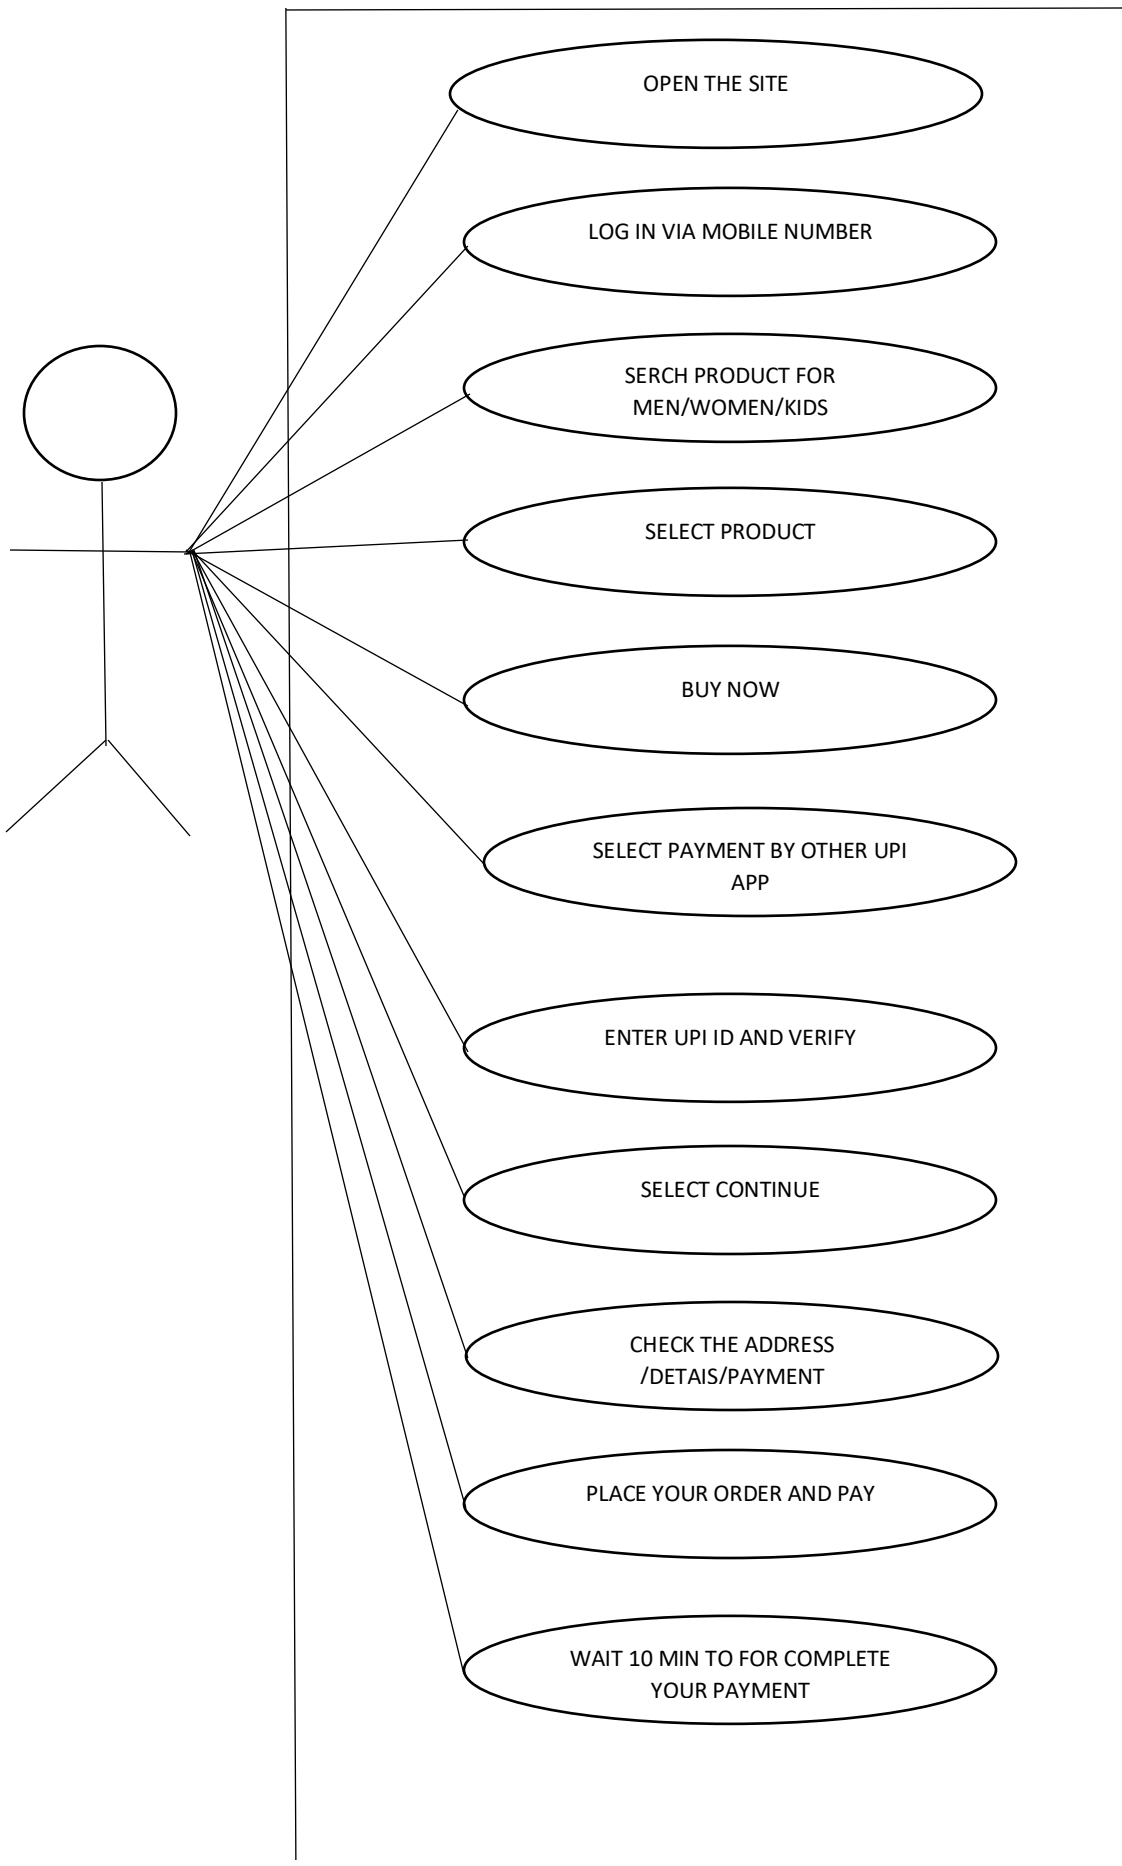 OPEN THE SITE
LOG IN VIA MOBILE NUMBER
SERCH PRODUCT FOR
MEN/WOMEN/KIDS
SELECT PRODUCT
BUY NOW
SELECT PAYMENT BY OTHER UPI
APP
ENTER UPI ID AND VERIFY
SELECT CONTINUE
CHECK THE ADDRESS
/DETAIS/PAYMENT
PLACE YOUR ORDER AND PAY
WAIT 10 MIN TO FOR COMPLETE
YOUR PAYMENT